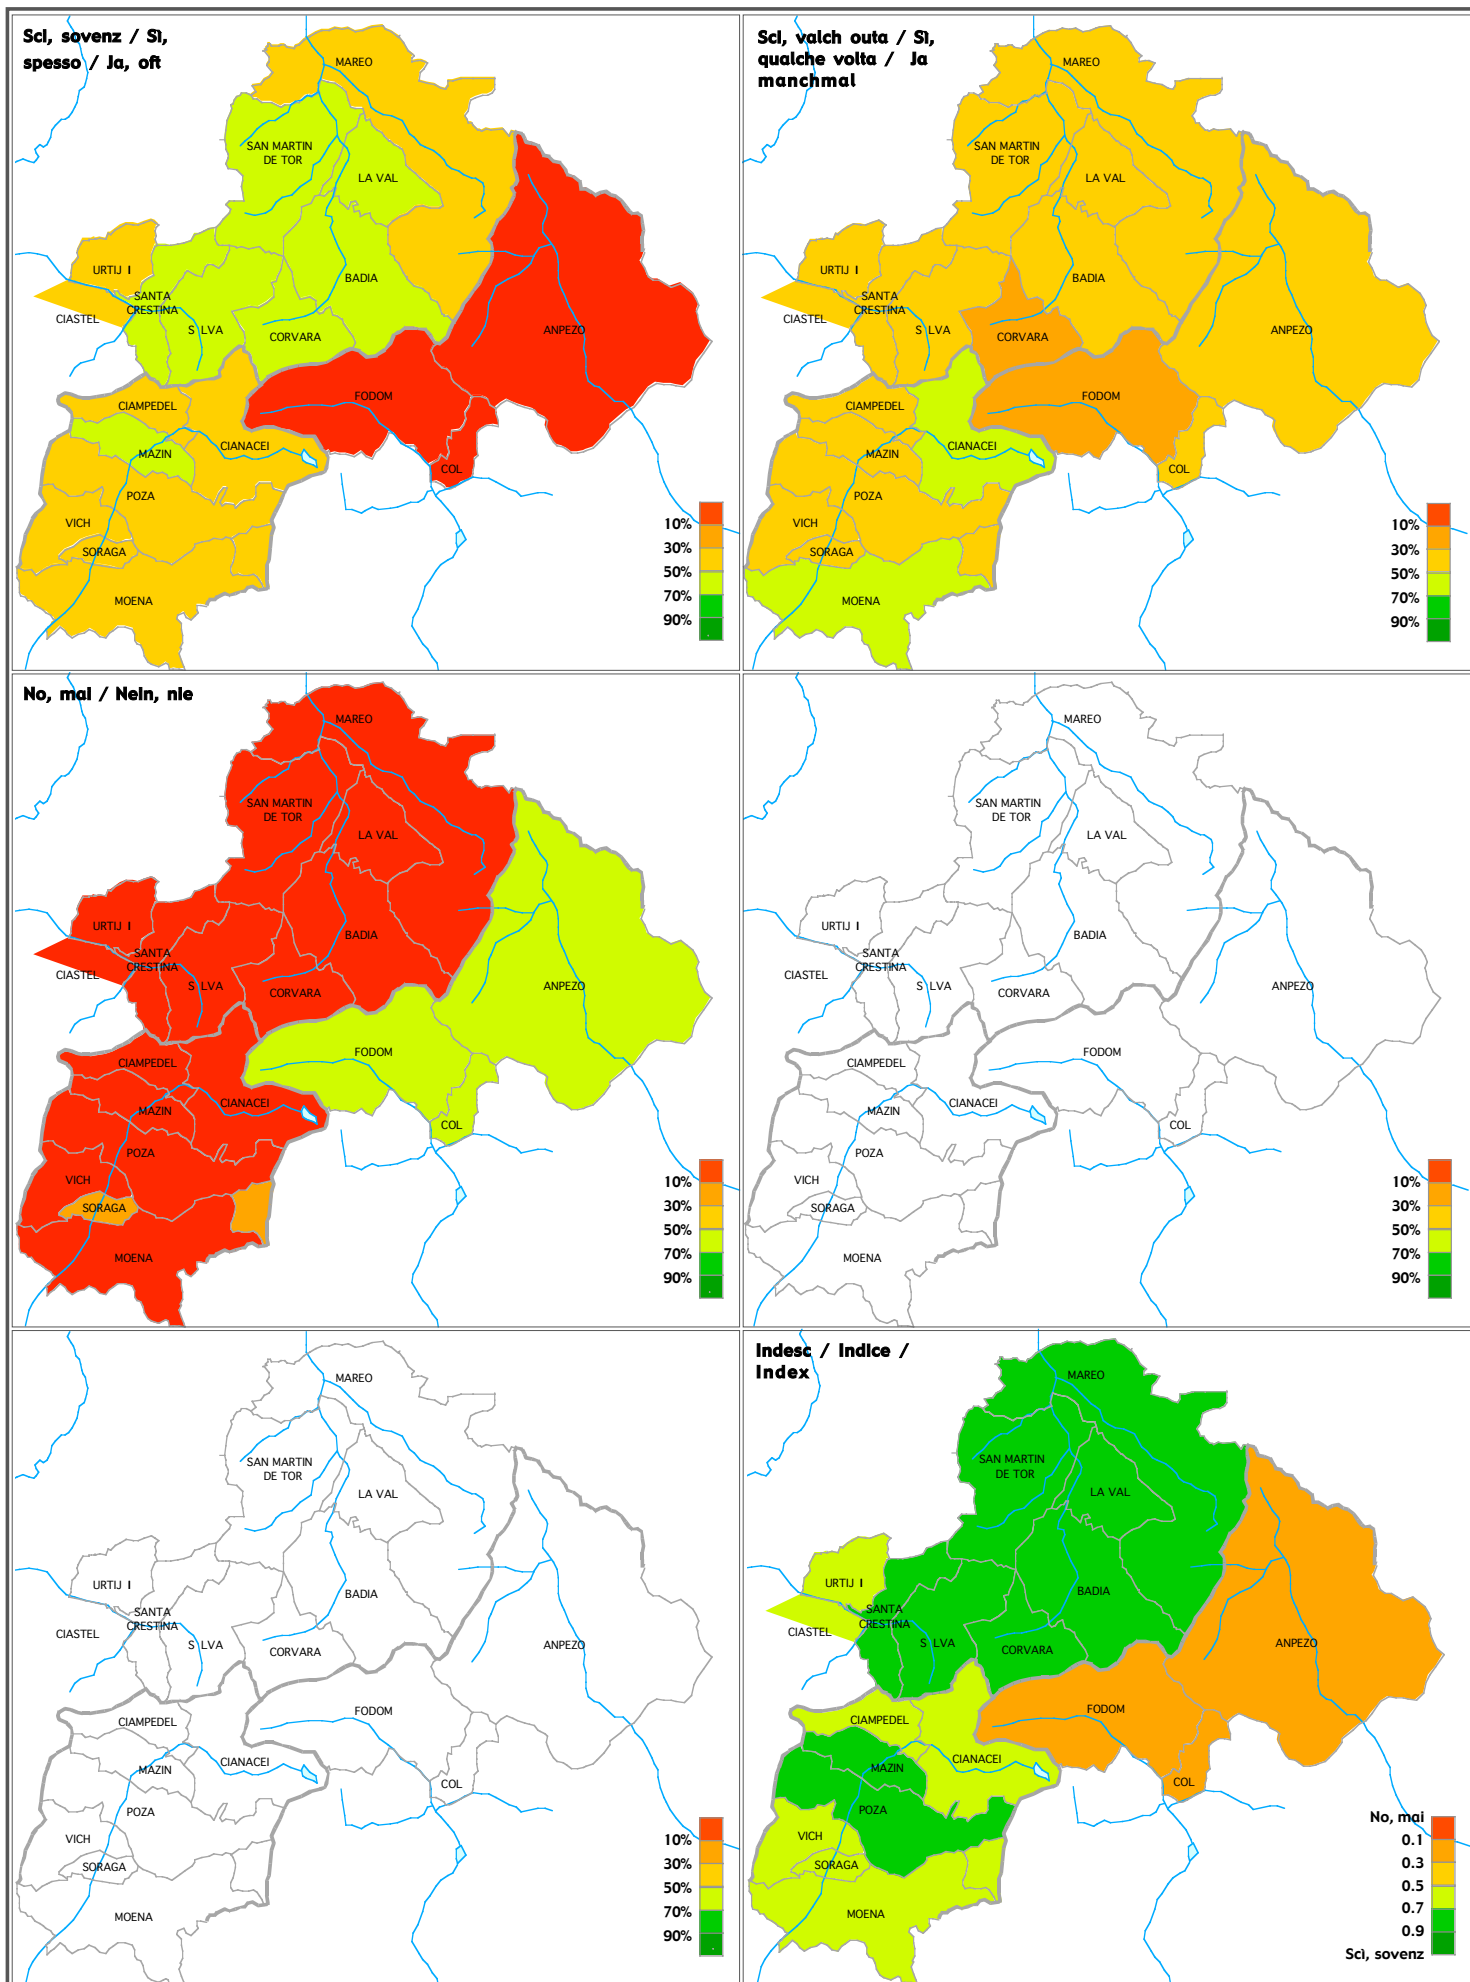 Scì, sovenz / Sì,
spesso / Ja, oft
MAREO
SAN MARTIN
DE TOR
LA VAL
URTIJ I
SANTA
CRESTINA
CIASTEL
S LVA
BADIA
CORVARA
ANPEZO
CIAMPEDEL
FODOM
MAZIN
CIANACEI
COL
POZA
VICH
SORAGA
MOENA
10%
30%
50%
70%
90%
Scì, valch outa / Sì,
qualche volta / Ja
manchmal
MAREO
SAN MARTIN
DE TOR
LA VAL
URTIJ I
SANTA
CRESTINA
CIASTEL
S LVA
BADIA
CORVARA
ANPEZO
CIAMPEDEL
FODOM
MAZIN
CIANACEI
COL
POZA
VICH
SORAGA
MOENA
10%
30%
50%
70%
90%
No, mai / Nein, nie
MAREO
SAN MARTIN
DE TOR
LA VAL
URTIJ I
SANTA
CRESTINA
CIASTEL
S LVA
BADIA
CORVARA
ANPEZO
CIAMPEDEL
FODOM
MAZIN
CIANACEI
COL
POZA
VICH
SORAGA
MOENA
10%
30%
50%
70%
90%
MAREO
SAN MARTIN
DE TOR
LA VAL
URTIJ I
SANTA
CRESTINA
CIASTEL
S LVA
BADIA
CORVARA
ANPEZO
CIAMPEDEL
FODOM
MAZIN
CIANACEI
COL
POZA
VICH
SORAGA
MOENA
10%
30%
50%
70%
90%
MAREO
SAN MARTIN
DE TOR
LA VAL
URTIJ I
SANTA
CRESTINA
CIASTEL
S LVA
BADIA
CORVARA
ANPEZO
CIAMPEDEL
FODOM
MAZIN
CIANACEI
COL
POZA
VICH
SORAGA
MOENA
10%
30%
50%
70%
90%
Indesc / Indice /
Index
MAREO
SAN MARTIN
DE TOR
LA VAL
URTIJ I
SANTA
CRESTINA
CIASTEL
S LVA
BADIA
CORVARA
ANPEZO
CIAMPEDEL
FODOM
MAZIN
CIANACEI
COL
POZA
VICH
SORAGA
MOENA
No, mai
0.1
0.3
0.5
0.7
0.9
Scì, sovenz